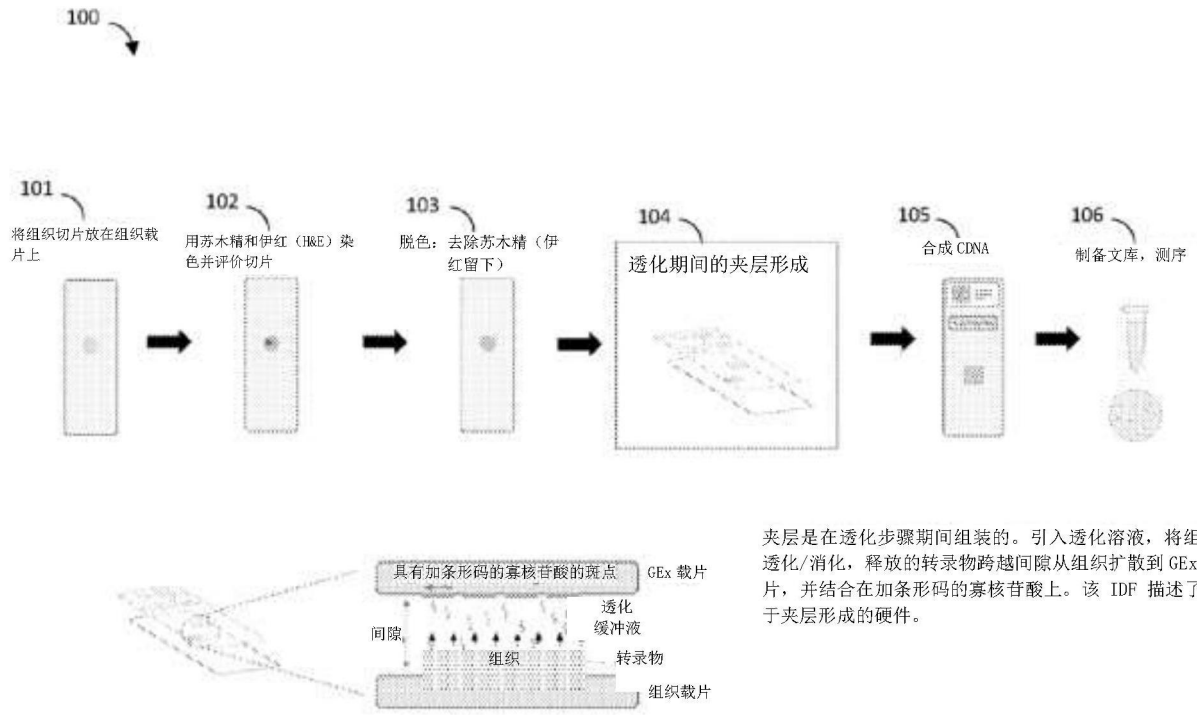 100
101
将组织切片放在组织载
片上
102
用苏木精和伊红（H&E）染
色并评价切片
103
脱色：去除苏木精（伊
红留下）
104
透化期间的夹层形成
105
合成 CDNA
106
制备文库，测序
具有加条形码的寡核苷酸的斑点
GEx 载片
透化
缓冲液
间隙
组织
转录物
组织载片
夹层是在透化步骤期间组装的。引入透化溶液，将组
透化/消化，释放的转录物跨越间隙从组织扩散到 GEx
片，并结合在加条形码的寡核苷酸上。该 IDF 描述了
于夹层形成的硬件。